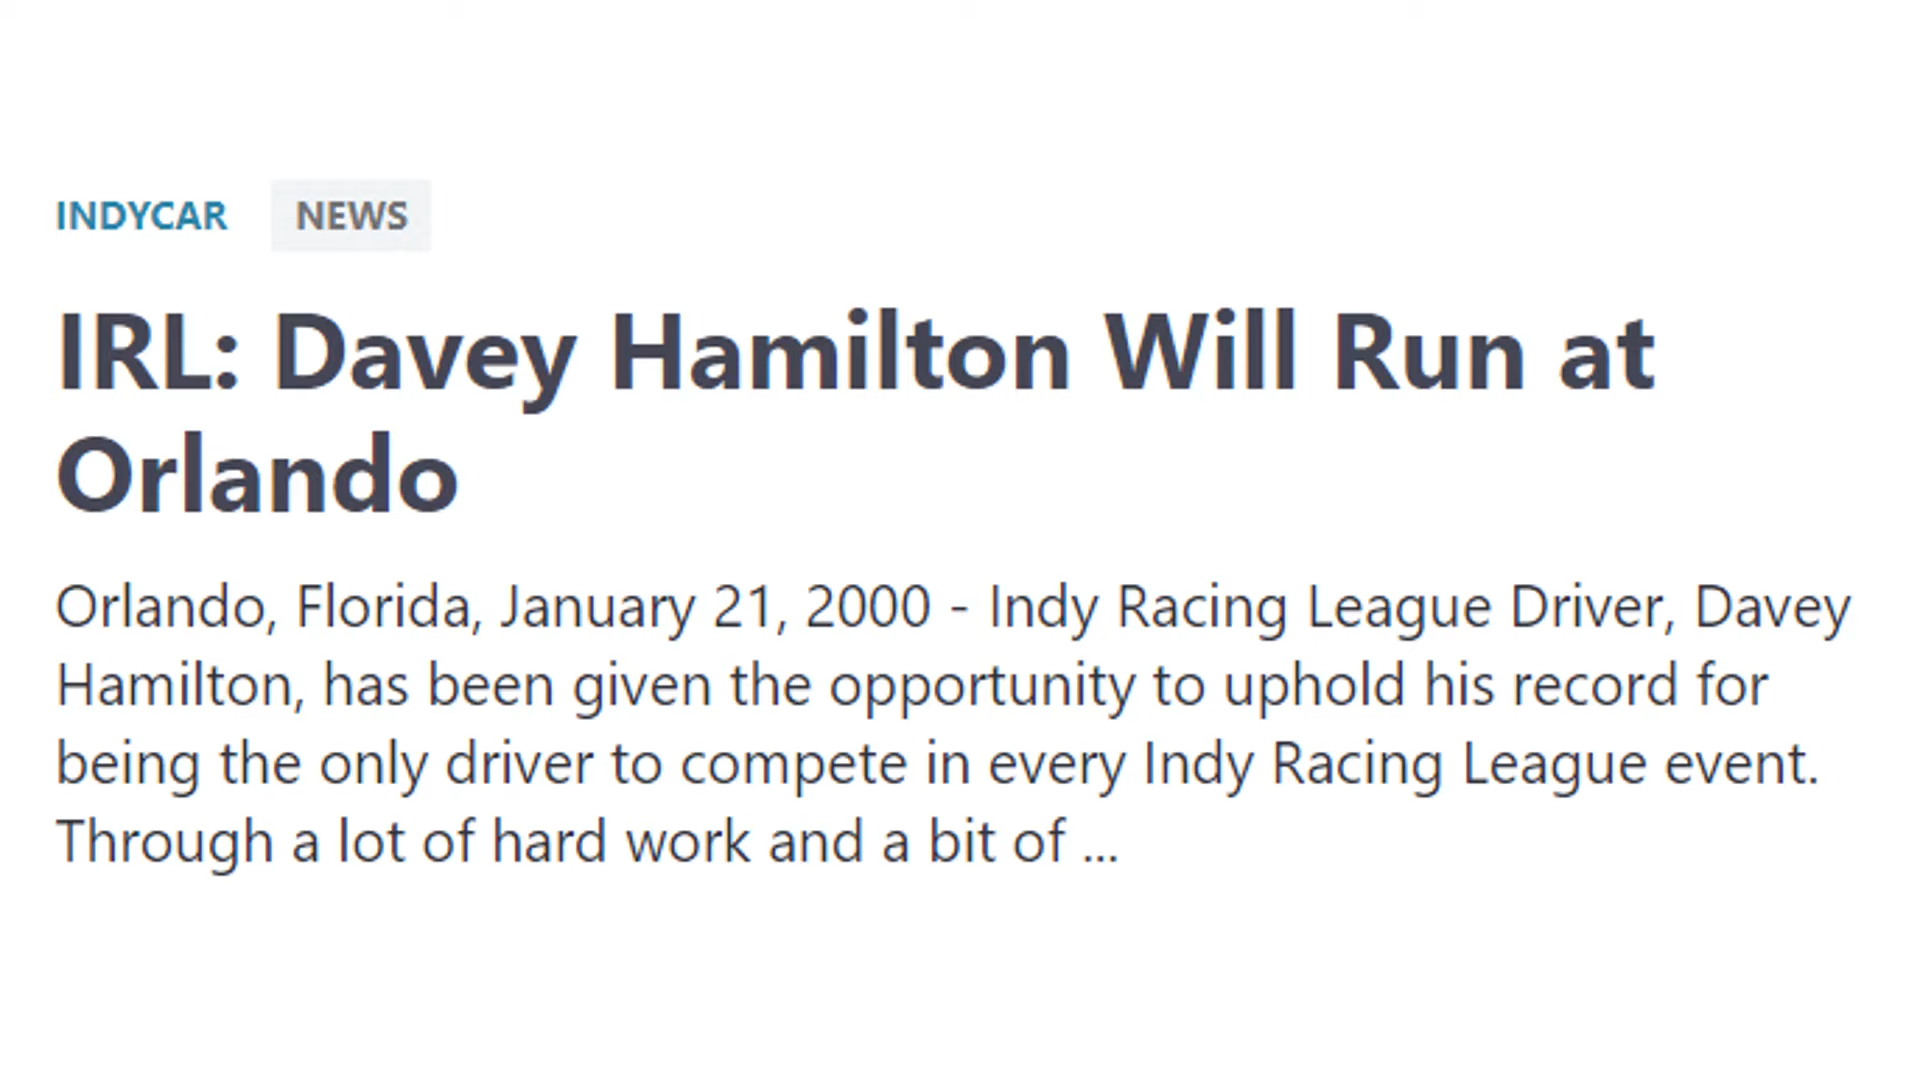 INDYCAR NEWS
IRL: Davey Hamilton Will Run at
Orlando
Orlando, Florida, January 21, 2000 - Indy Racing League Driver, Davey
Hamilton, has been given the opportunity to uphold his record for
being the only driver to compete in every Indy Racing League event.
Through a lot of hard work and a bit of ...